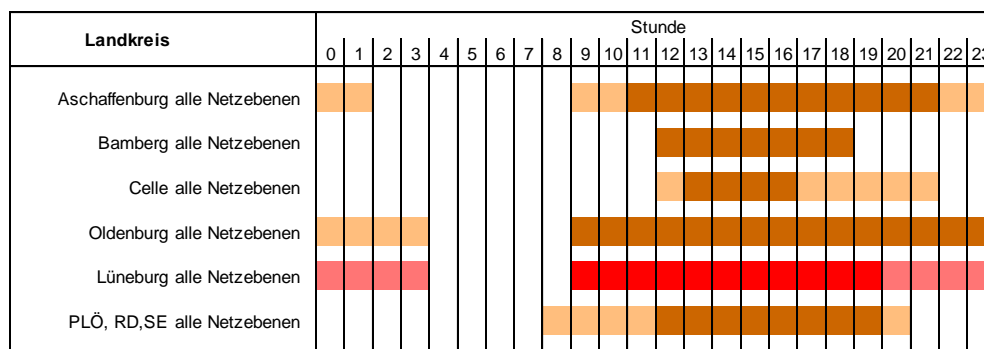 Stunde
Landkreis
0 1 2 3 4 5 6 7 8 9 10 11 12 13 14 15 16 17 18 19 20 21 22 23
Aschaffenburg alle Netzebenen
Bamberg alle Netzebenen
Celle alle Netzebenen
Oldenburg alle Netzebenen
Lüneburg alle Netzebenen
PLÖ, RD,SE alle Netzebenen